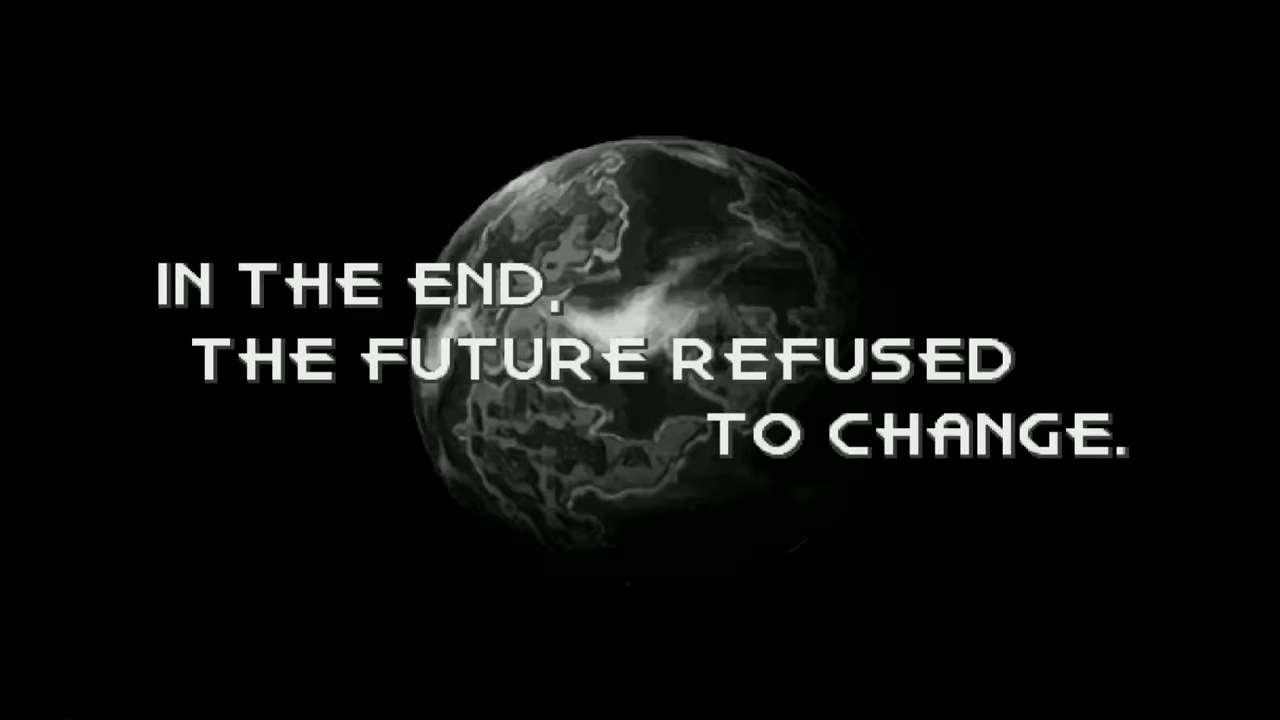 IN THE END,
THE FUTURE REFUSED
TO CHANGE.